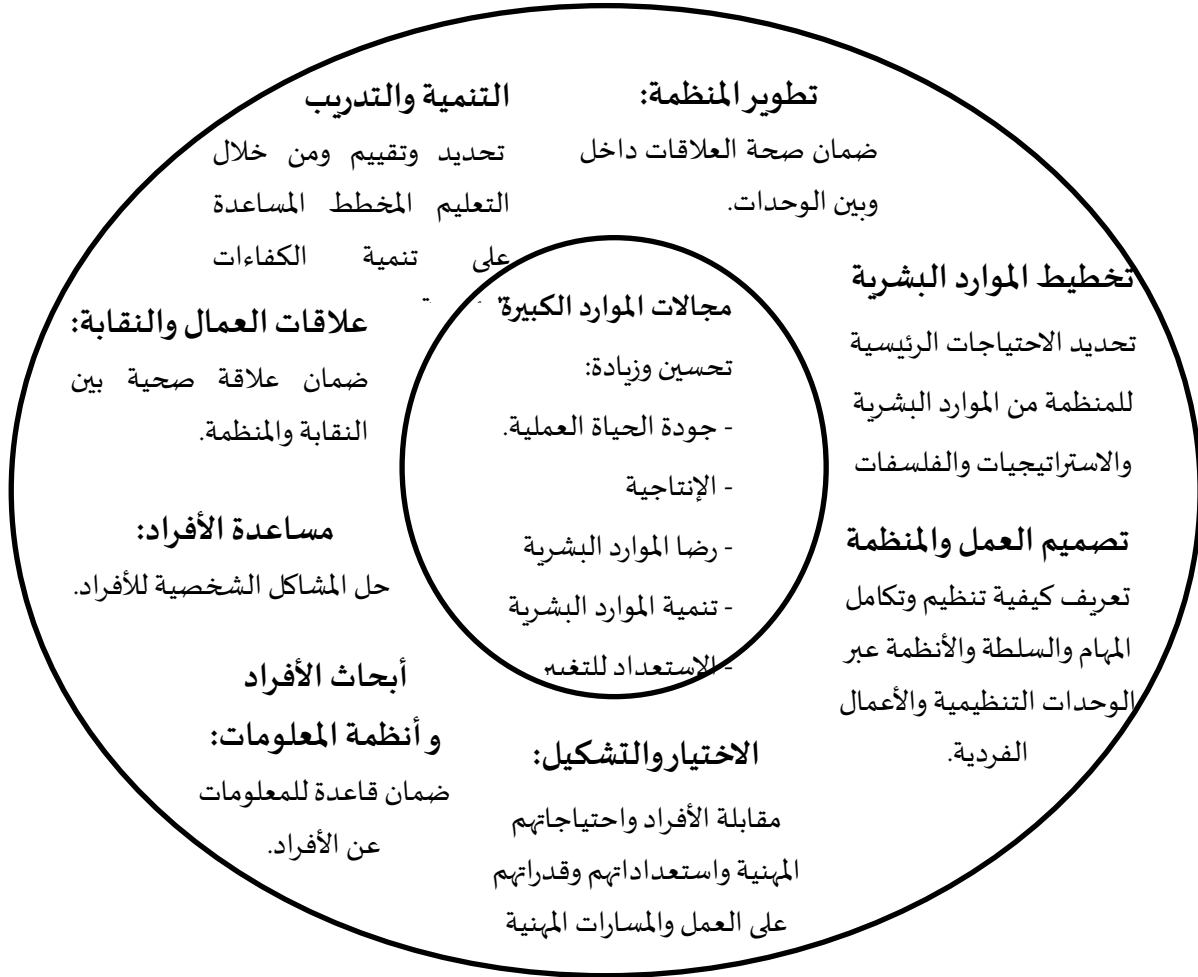 التنمية والتدريب
تحديد وتقييم ومن خلال
التعليم المخطط المساعدة
على تنمية الكفاءات
تطوير المنظمة:
ضمان صحة العلاقات داخل
وبين الوحدات.
تخطيط الموارد البشرية
تحديد الاحتياجات الرئيسية
للمنظمة من الموارد البشرية
والاستراتيجيات والفلسفات
تصميم العمل والمنظمة
تعريف كيفية تنظيم وتكامل
المهام والسلطة والأنظمة عبر
الوحدات التنظيمية والأعمال
الفردية.
الاختيار والتشكيل:
مقابلة الأفراد واحتياجاتهم
المهنية واستعداداتهم وقدراتهم
على العمل والمسارات المهنية
أبحاث الأفراد
وأنظمة المعلومات:
ضمان قاعدة للمعلومات
عن الأفراد.
مساعدة الأفراد:
حل المشاكل الشخصية للأفراد.
علاقات العمال والنقابة:
ضمان علاقة صحية بين
النقابة والمنظمة.
مجالات الموارد الكبيرة
تحسين وزيادة:
- جودة الحياة العملية.
- الإنتاجية
- رضا الموارد البشرية
- تنمية الموارد البشرية
- الاستعداد للتغيير